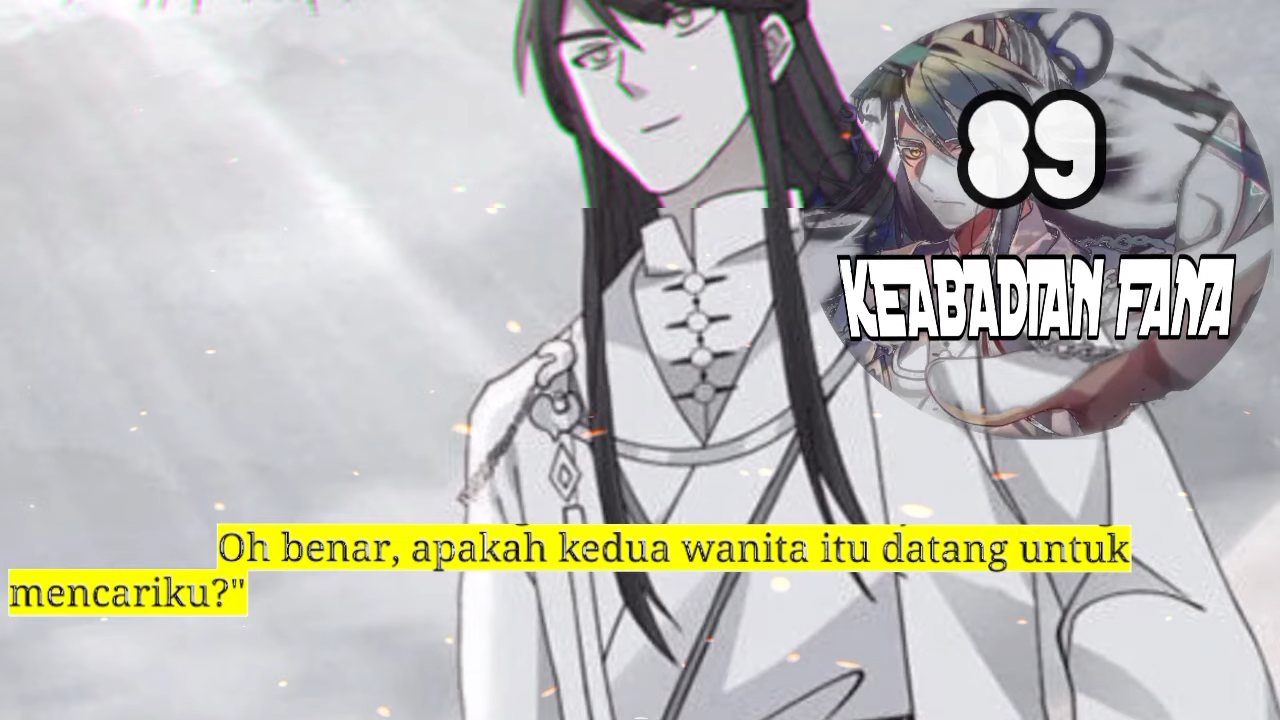 89
KEABADIAN FANA
Oh benar, apakah kedua wanita itu datang untuk
mencariku?"